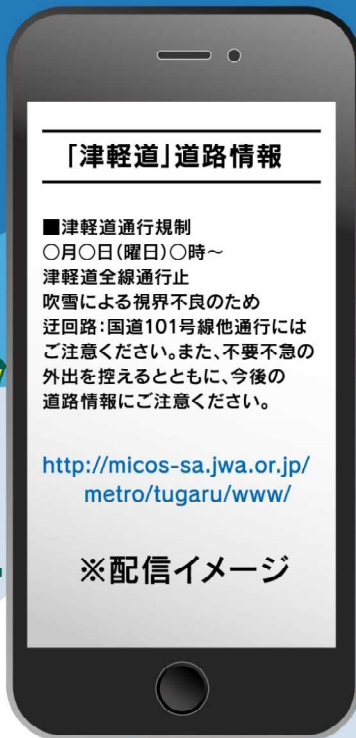 「津軽道」道路情報
■津軽道通行規制
〇月〇日(曜日)〇時～
津軽道全線通行止
吹雪による視界不良のため
迂回路：国道101号線他通行には
ご注意ください。また、不要不急の
外出を控えるとともに、今後の
道路情報にご注意ください。
http://micos-sa.jwa.or.jp/
metro/tugaru/www/
※配信イメージ